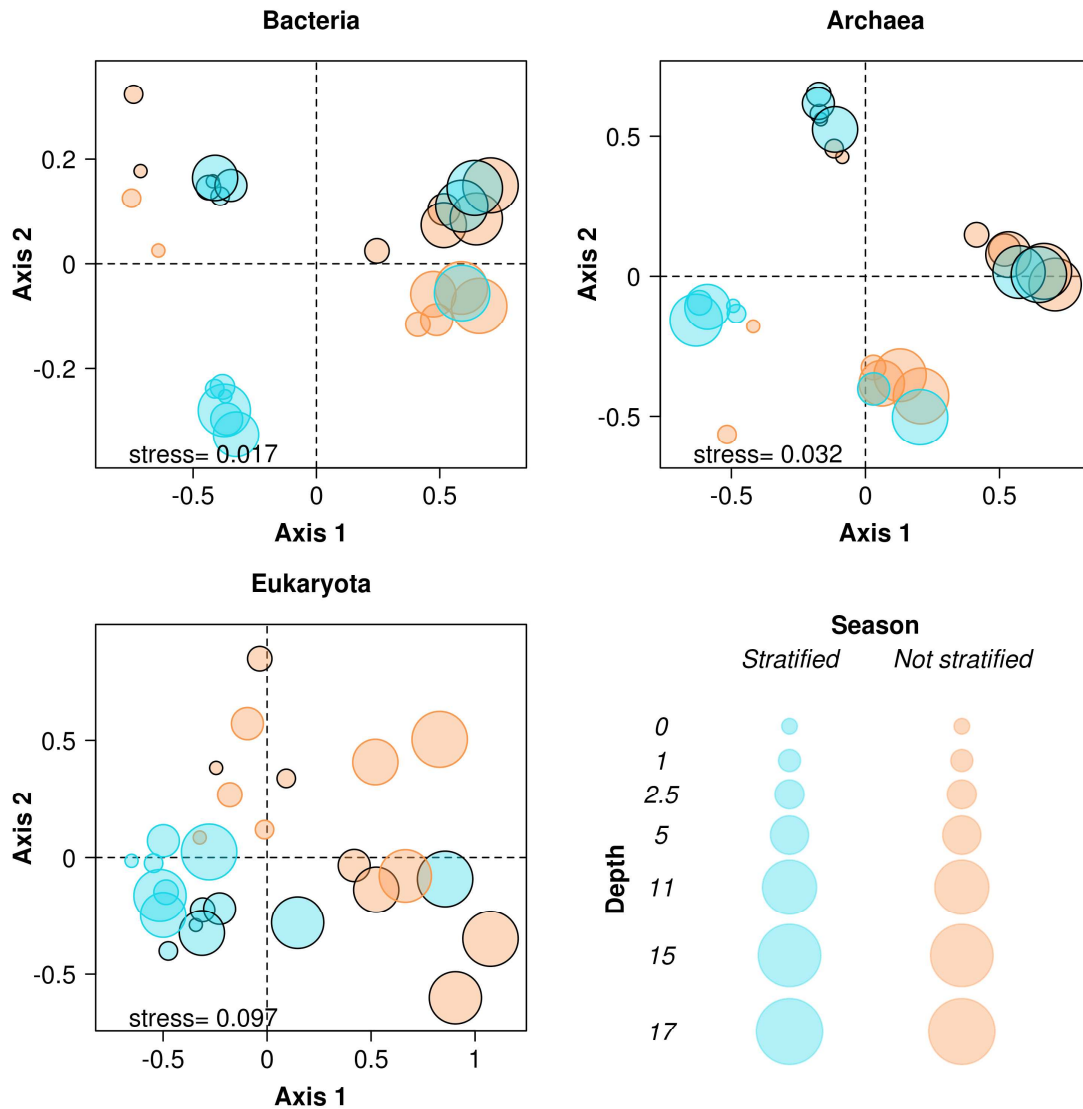 Bacteria
Axis 2
0.2
0
-0.2
stress= 0.017
-0.5 0 0.5
Axis 1
Archaea
Axis 2
0.5
0
-0.5
stress= 0.032
-0.5 0 0.5
Axis 1
Eukaryota
Axis 2
0.5
0
-0.5
stress= 0.097
-0.5 0 0.5 1
Axis 1
Season
Stratified Not stratified
Depth
0
1
2.5
5
11
15
17